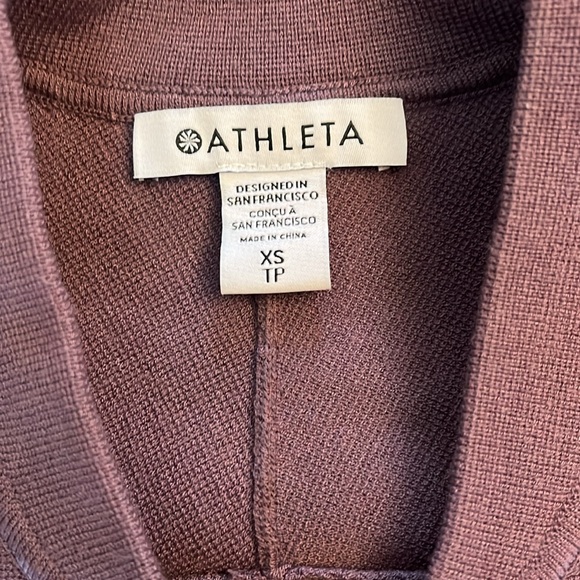 ATHLETA
DESIGNED IN
SAN FRANCISCO
CONÇU À
SAN FRANCISCO
MADE IN CHINA
XS
TP